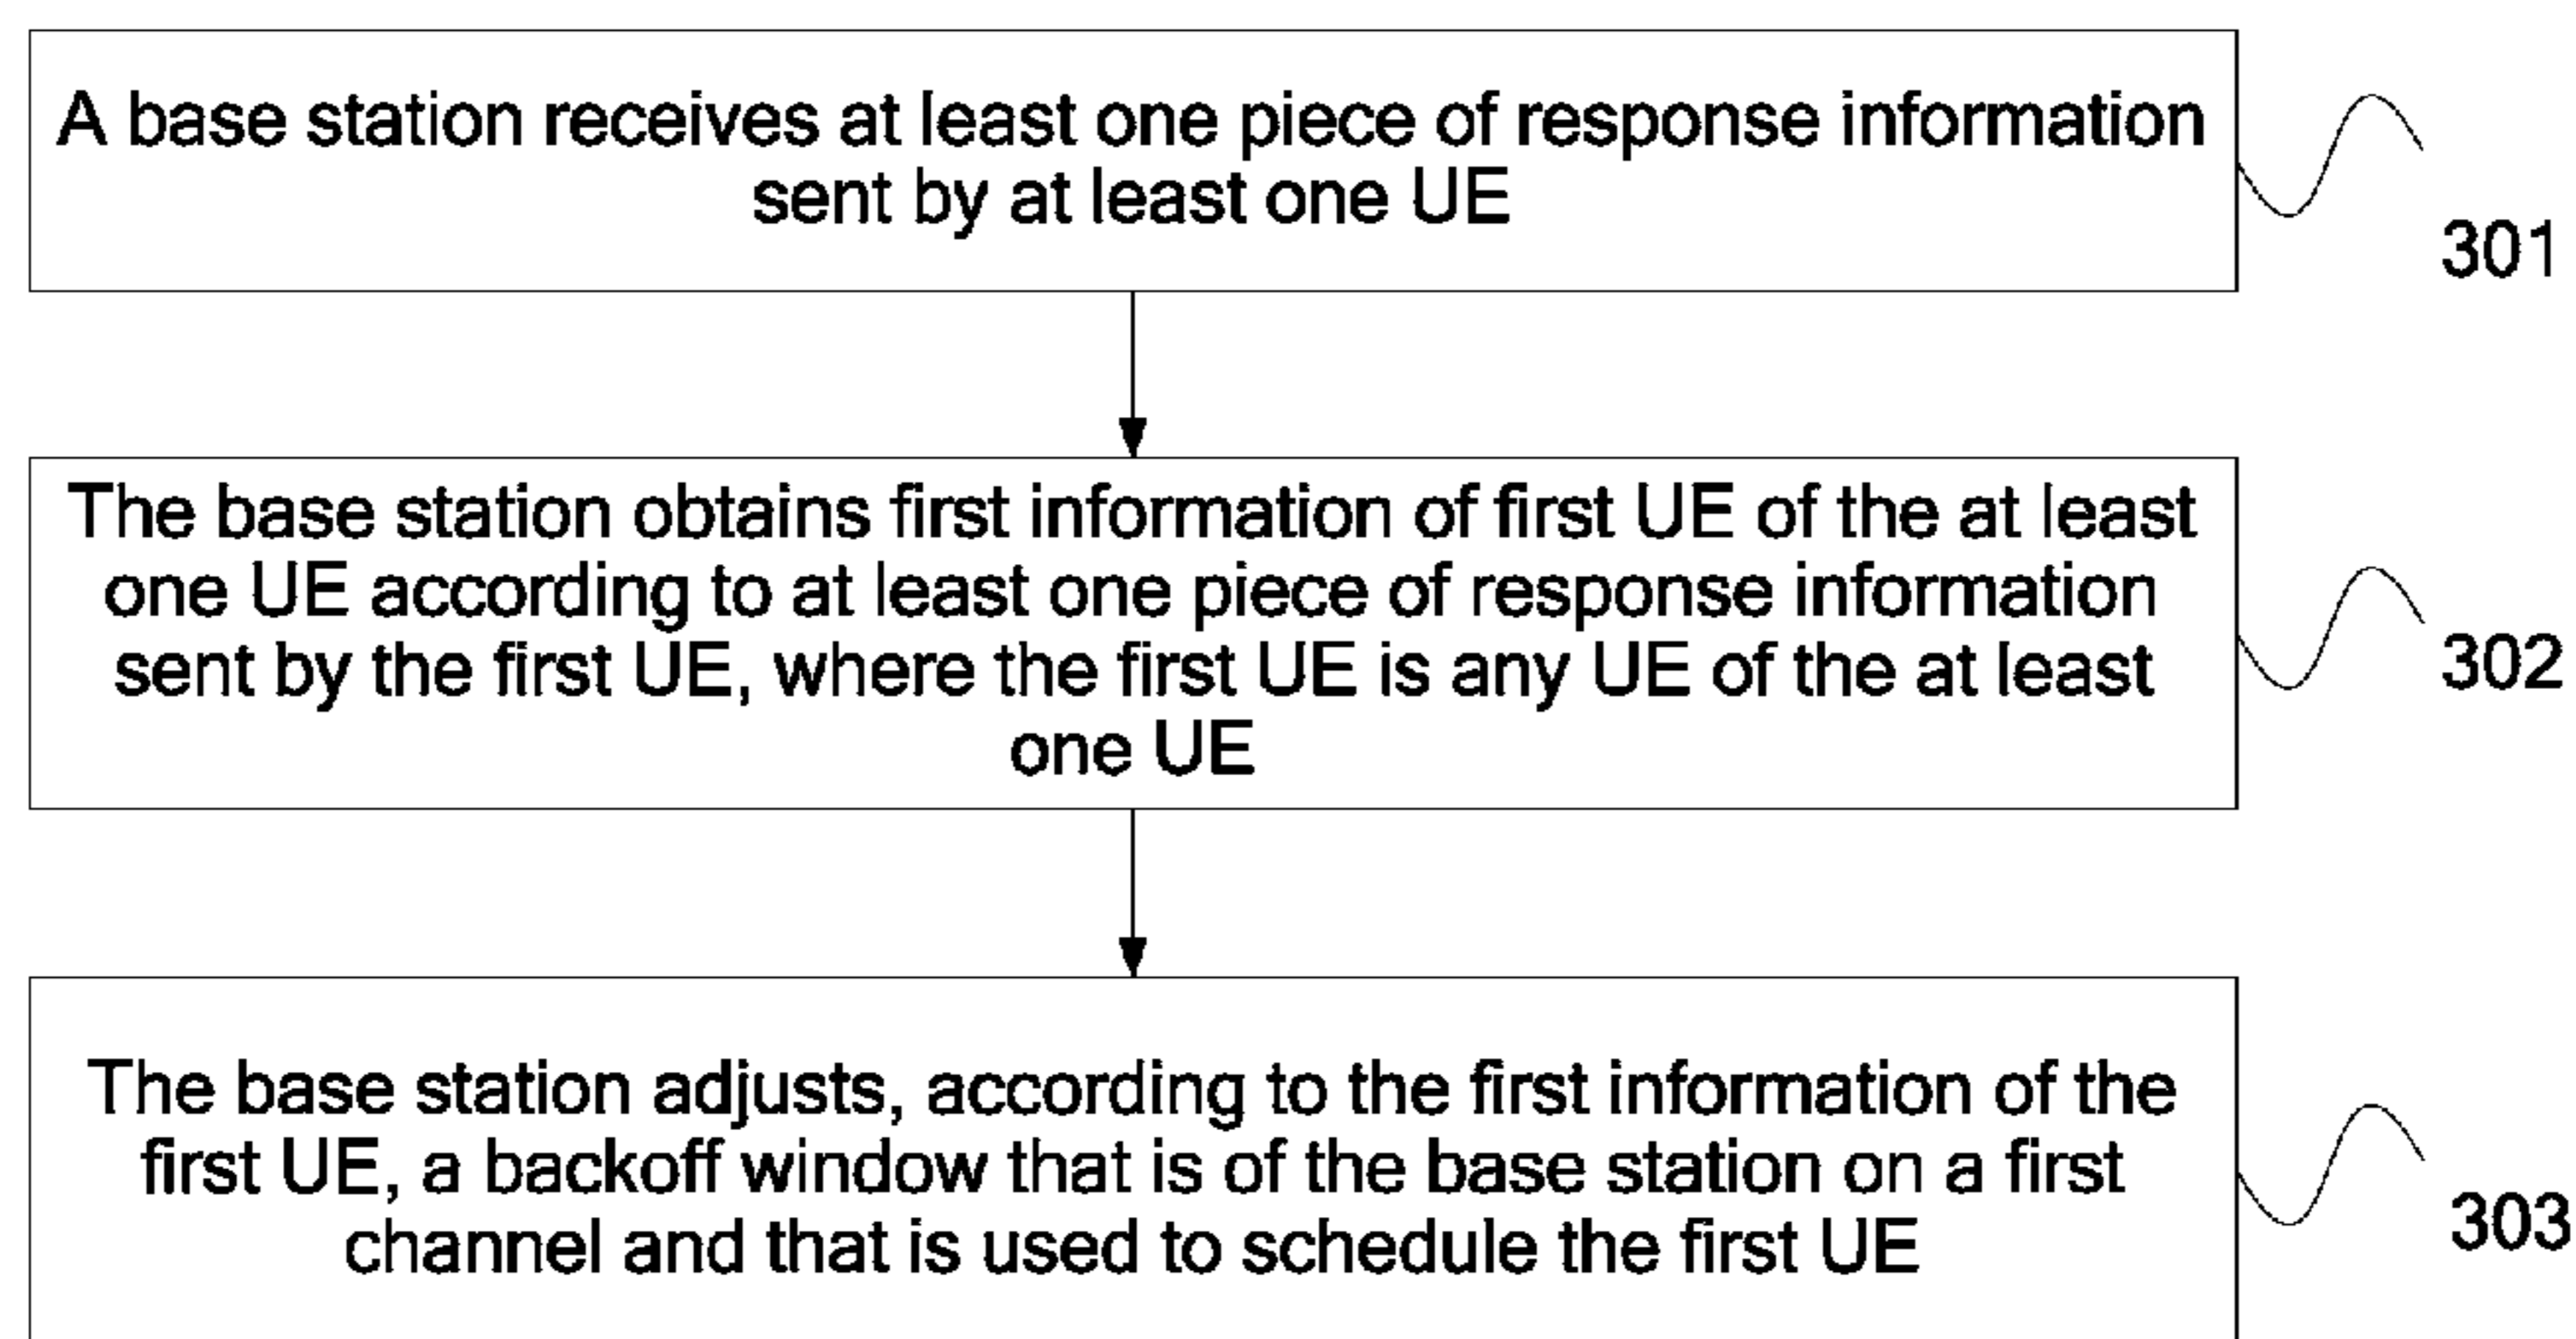 A base station receives at least one piece of response information
sent by at least one UE
301
The base station obtains first information of first UE of the at least
one UE according to at least one piece of response information
sent by the first UE, where the first UE is any UE of the at least
one UE
302
The base station adjusts, according to the first information of the
first UE, a backoff window that is of the base station on a first
channel and that is used to schedule the first UE
303